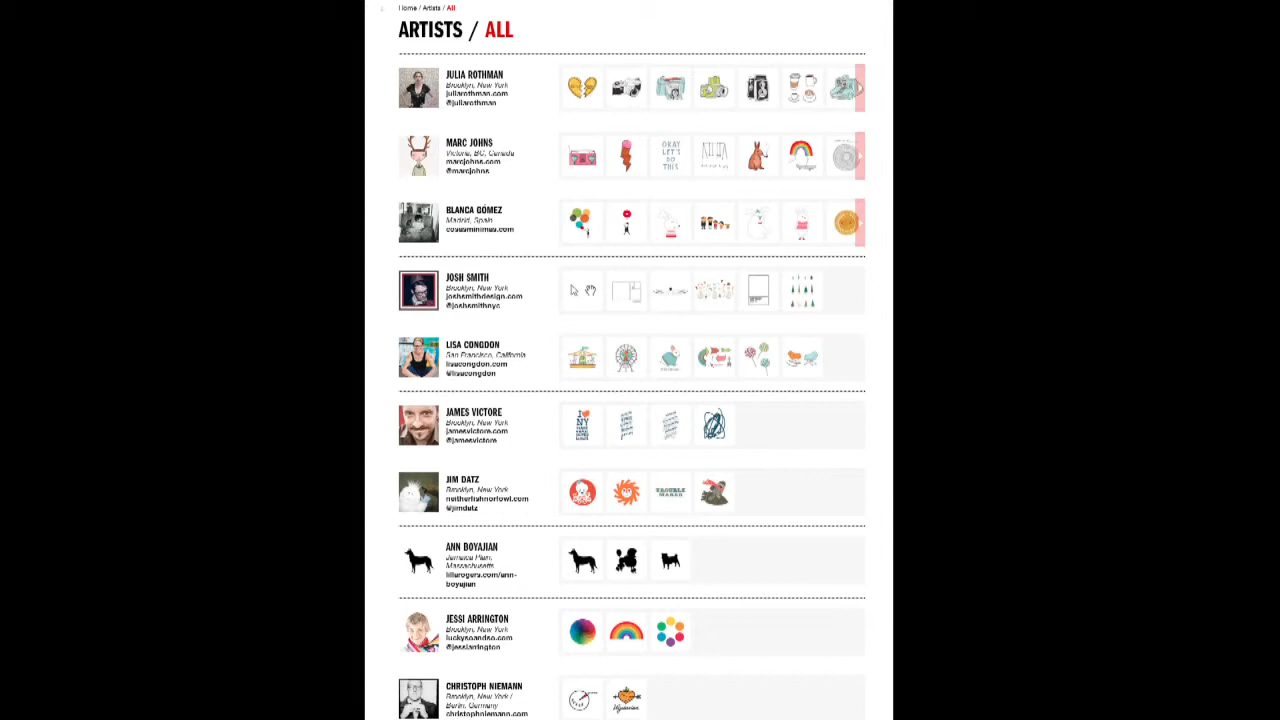 Home / Artists / All
ARTISTS / ALL
JULIA ROTHMAN
Brooklyn, New York
juliarothman.com
@juliarothman
MARC JOHNS
Victoria, BC, Canada
marcjohns.com
@marcjohns
OKAY
LET'S
DO
THIS
BLANCA GÓMEZ
Madrid, Spain
cosasminimas.com
JOSH SMITH
Brooklyn, New York
joshsmithdesign.com
@joshsmithnyc
LISA CONGDON
San Francisco, California
lisacongdon.com
@lisacongdon
JAMES VICTORE
Brooklyn, New York
jamesvictore.com
@jamesvictore
I
NY
JIM DATZ
Brooklyn, New York
neitherfishnorfowl.com
@jimdatz
TROUBLE
MAKER
ANN BOYAJIAN
Jamaica Plain,
Massachusetts
lillarogers.com/ann-
boyajian
JESSI ARRINGTON
Brooklyn, New York
luckysoandso.com
@jessiarrington
CHRISTOPH NIEMANN
Brooklyn, New York /
Berlin, Germany
christophniemann.com